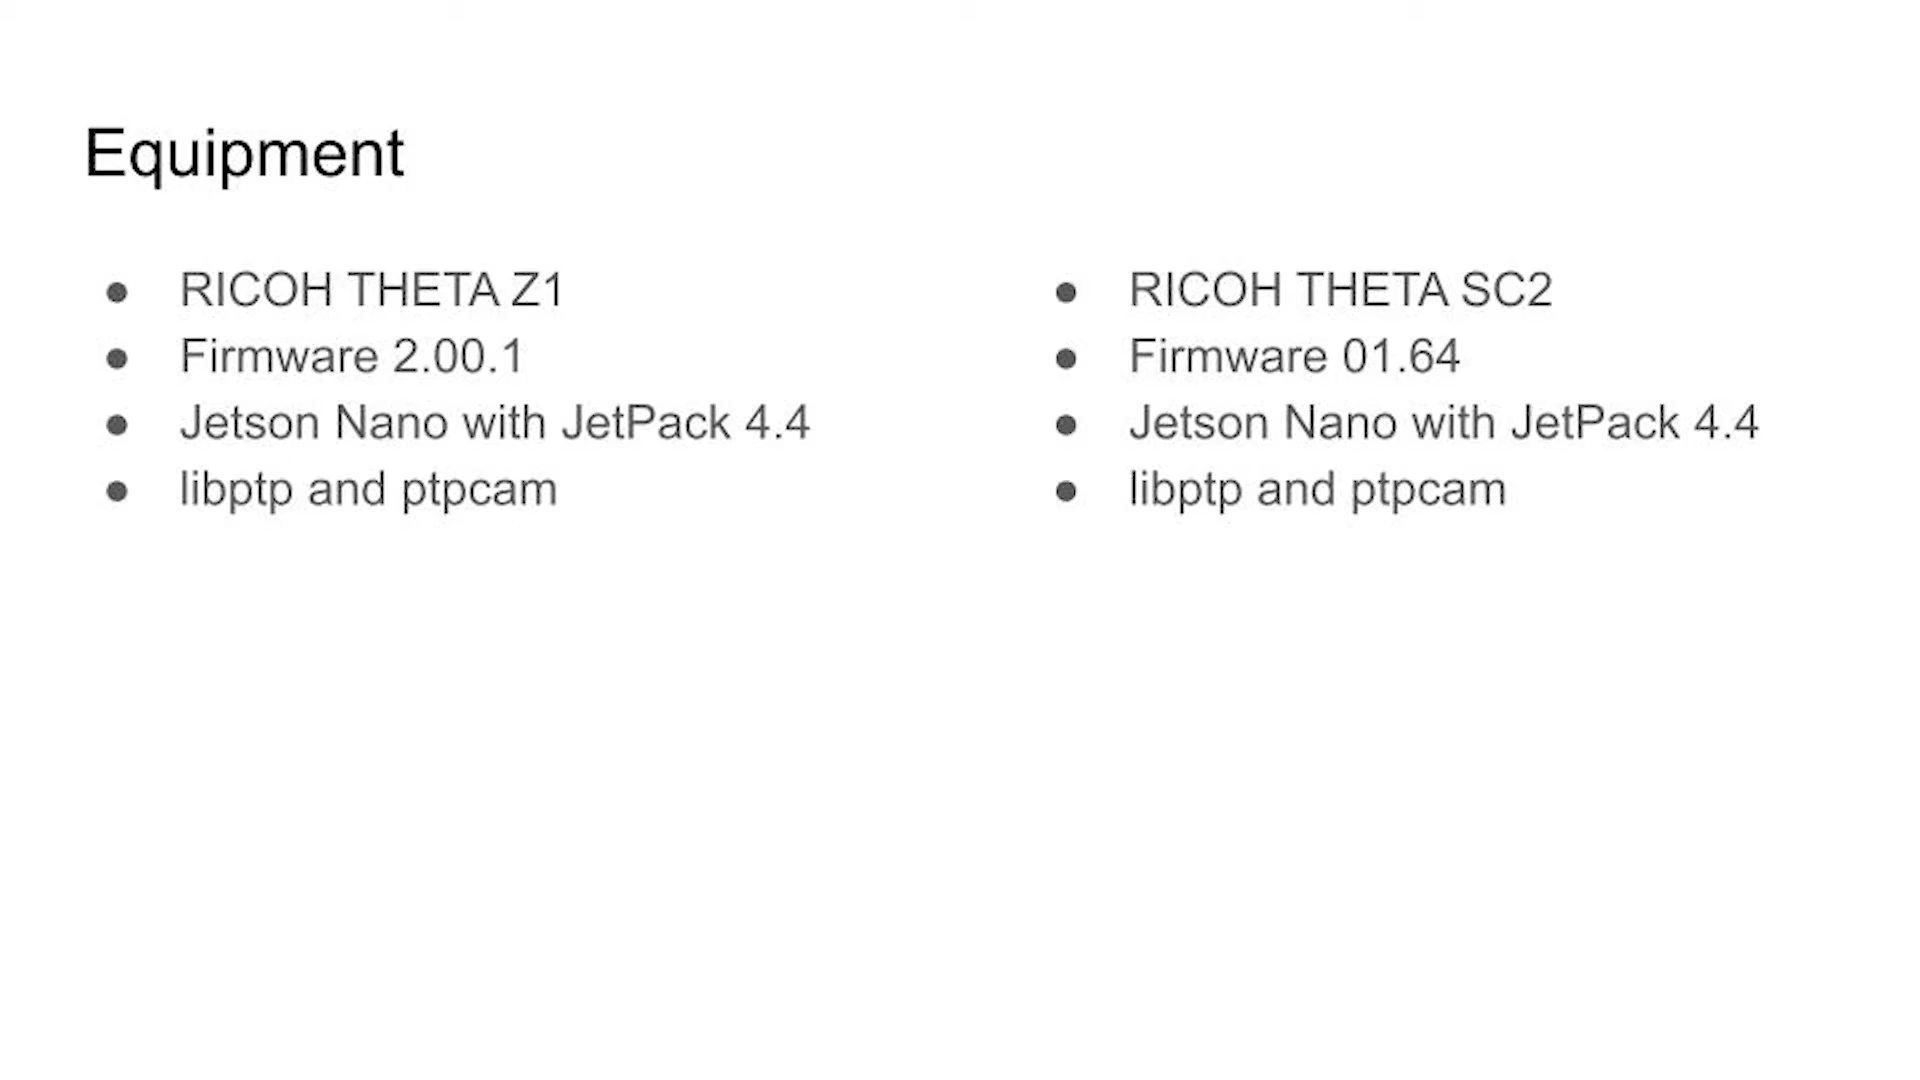 Equipment
● RICOH THETA Z1
● Firmware 2.00.1
● Jetson Nano with JetPack 4.4
● libptp and ptpcam
● RICOH THETA SC2
● Firmware 01.64
● Jetson Nano with JetPack 4.4
● libptp and ptpcam